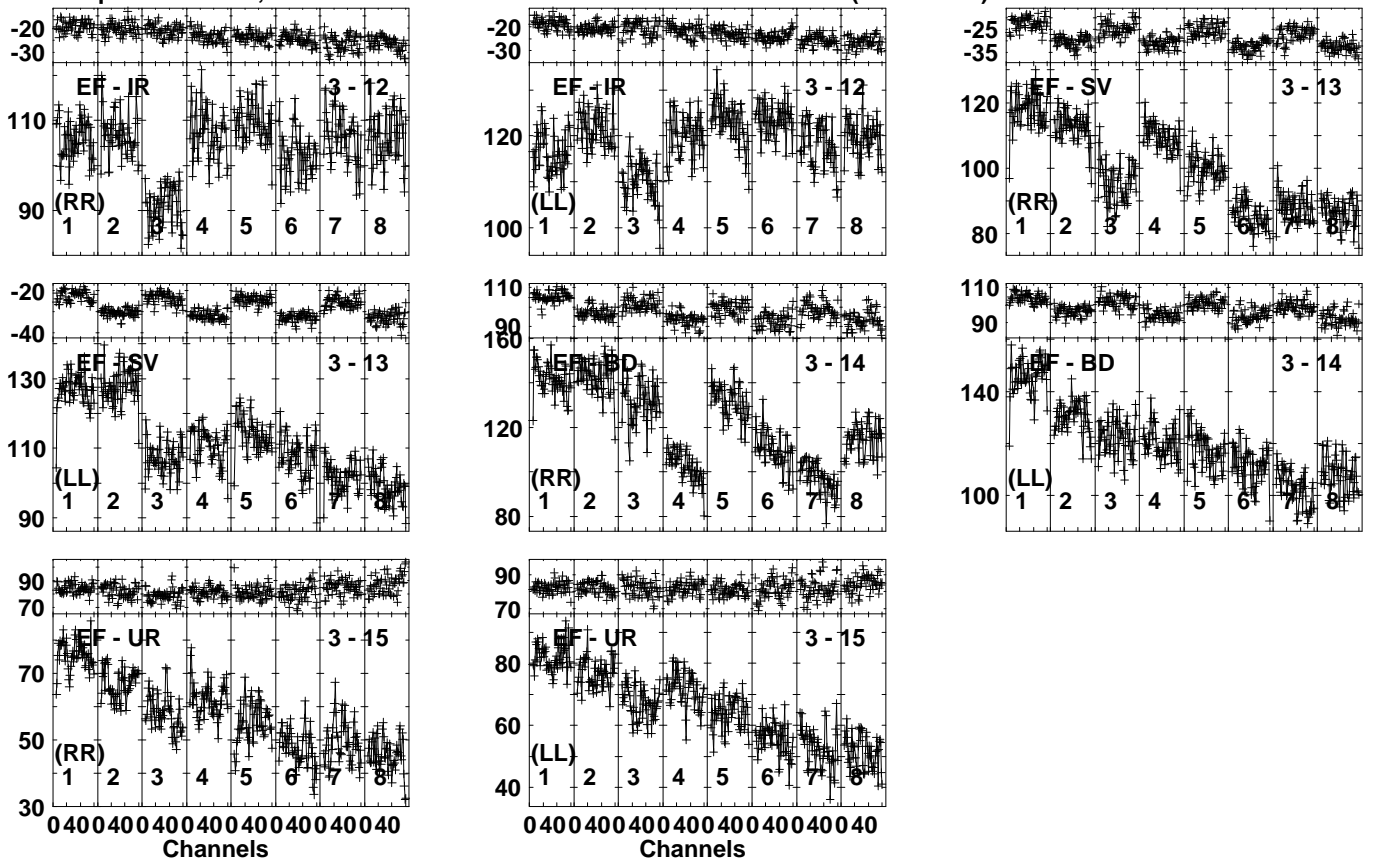 -20
-30
EF - IR 3 - 12
110
90
(RR)
1 2 3 4 5 6 7 8
-20
-30
EF - IR 3 - 12
120
100
(LL)
1 2 3 4 5 6 7 8
-25
-35
EF - SV 3 - 13
120
100
80
(RR)
1 2 3 4 5 6 7 8
-20
-40
EF - SV 3 - 13
130
110
90
(LL)
1 2 3 4 5 6 7 8
110
90
160
EF - BD 3 - 14
120
80
(RR)
1 2 3 4 5 6 7 8
110
90
EF - BD 3 - 14
140
100
(LL)
1 2 3 4 5 6 7 8
90
70
EF - UR 3 - 15
70
50
30
(RR)
1 2 3 4 5 6 7 8
0 40 0 40 0 40 0 40 0 40 0 40 0 40 0 40
Channels
90
70
EF - UR 3 - 15
80
60
40
(LL)
1 2 3 4 5 6 7 8
0 40 0 40 0 40 0 40 0 40 0 40 0 40 0 40
Channels